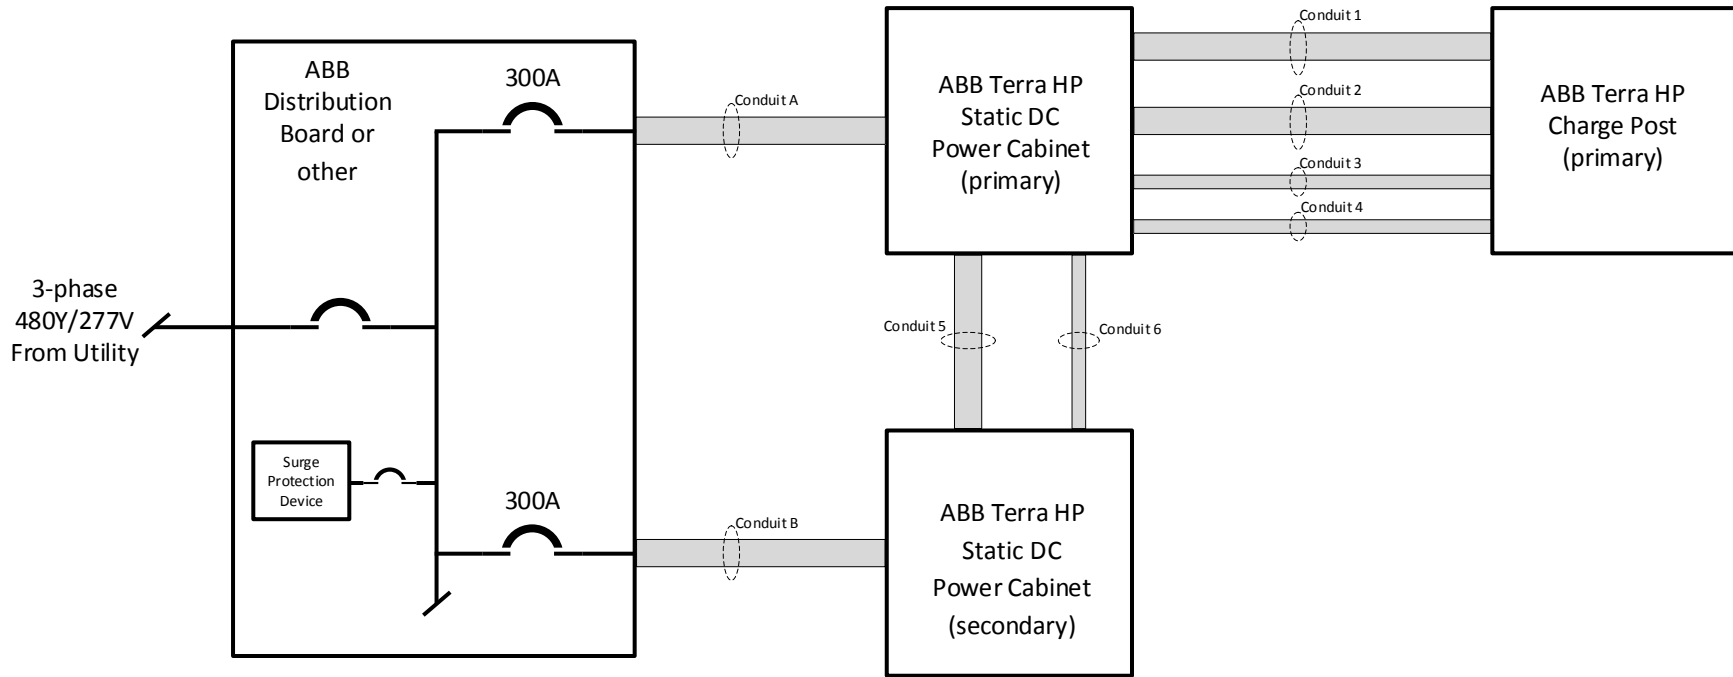 3-phase
480Y/277V
From Utility
ABB
Distribution
Board or
other
300A
Surge
Protection
Device
300A
Conduit A
Conduit B
ABB Terra HP
Static DC
Power Cabinet
(primary)
Conduit 1
Conduit 2
Conduit 3
Conduit 4
ABB Terra HP
Charge Post
(primary)
Conduit 5
Conduit 6
ABB Terra HP
Static DC
Power Cabinet
(secondary)